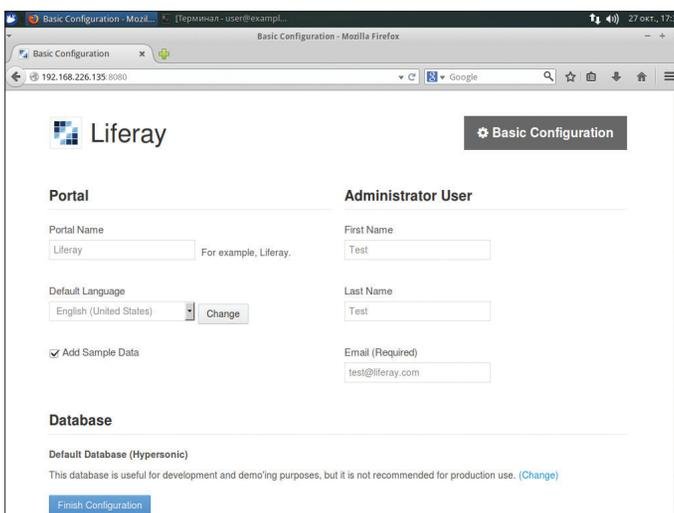 Basic Configuration - Mozil...
[Терминал - user@exampl...
27 окт., 17:
Basic Configuration - Mozilla Firefox
Basic Configuration
192.168.226.135:8080
Google
Liferay
Basic Configuration
Portal
Administrator User
Portal Name
First Name
Liferay
For example, Liferay.
Test
Default Language
Last Name
English (United States)
Change
Test
Add Sample Data
Email (Required)
test@liferay.com
Database
Default Database (Hypersonic)
This database is useful for development and demo'ing purposes, but it is not recommended for production use. (Change)
Finish Configuration